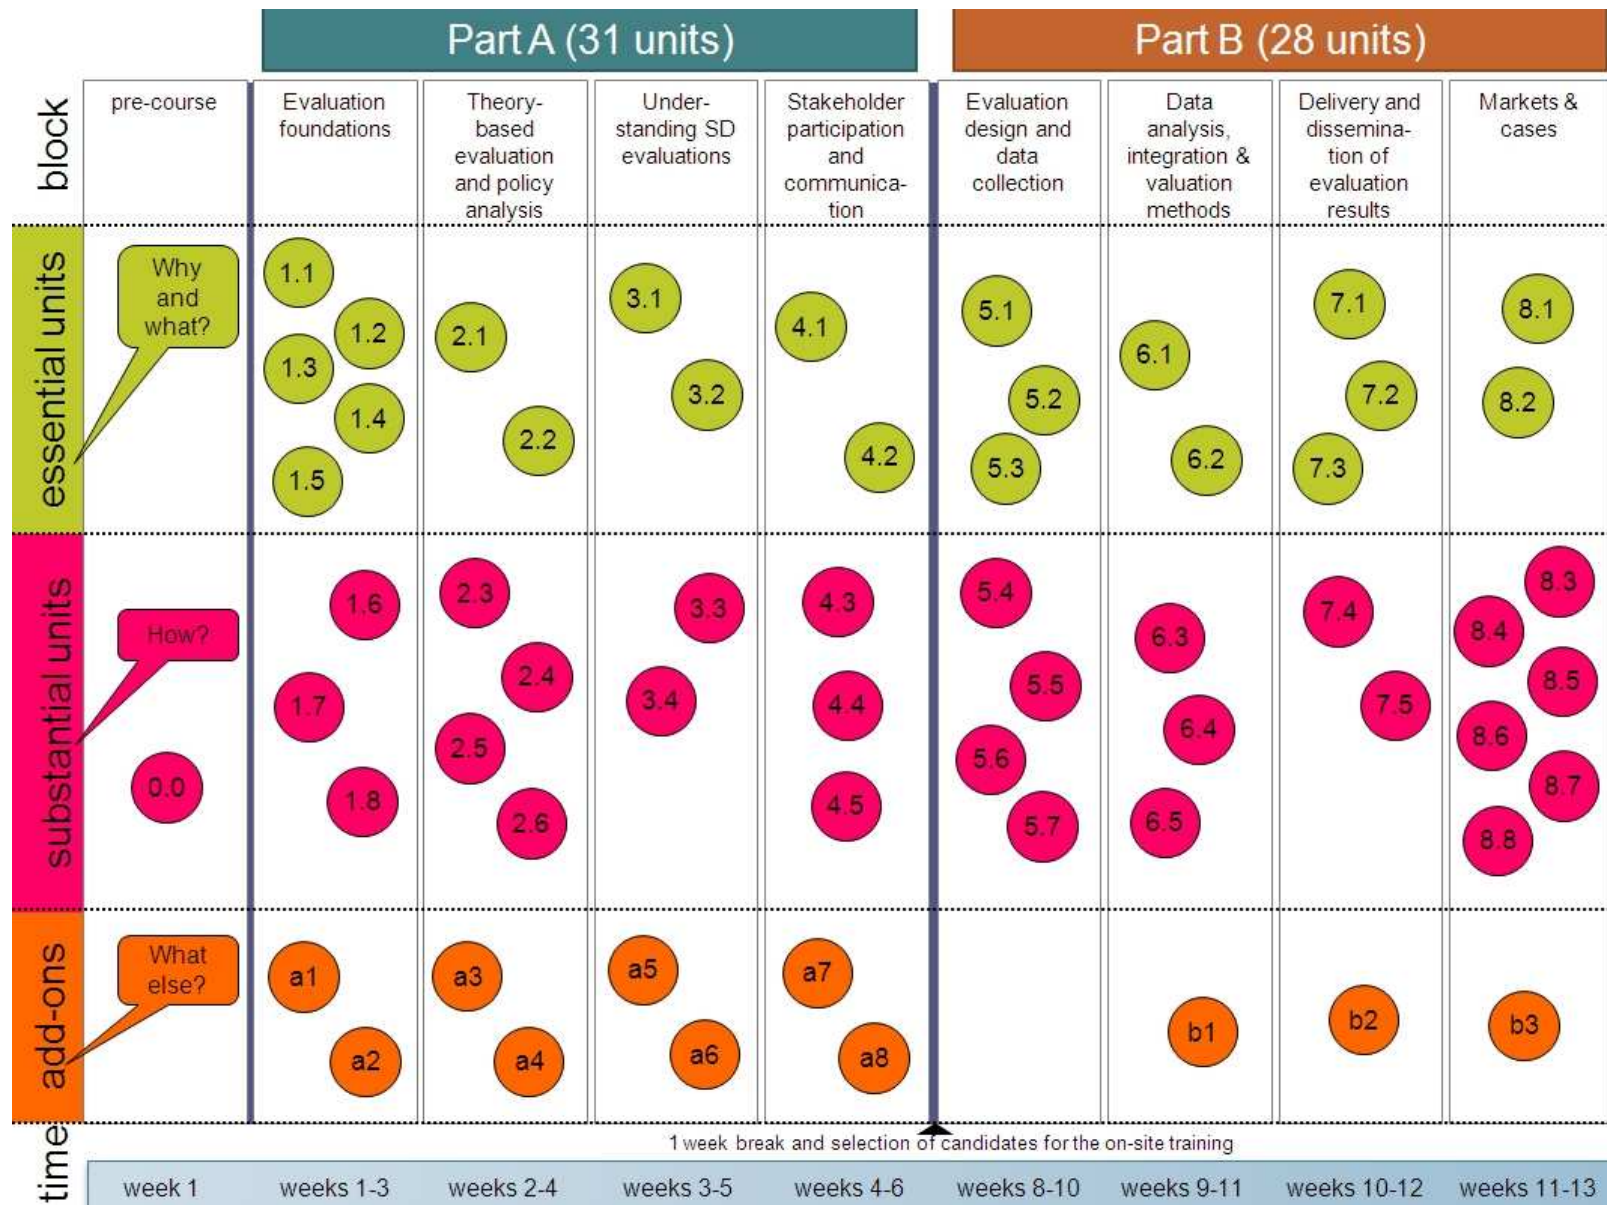 Part A (31 units)
Part B (28 units)
block
pre-course
Evaluation
foundations
Theory-
based
evaluation
and policy
analysis
Under-
standing SD
evaluations
Stakeholder
participation
and
communica-
tion
Evaluation
design and
data
collection
Data
analysis,
integration &
valuation
methods
Delivery and
dissemina-
tion of
evaluation
results
Markets &
cases
essential units
Why
and
what?
1.1
1.2
1.3
1.4
1.5
2.1
2.2
3.1
3.2
4.1
4.2
5.1
5.2
5.3
6.1
6.2
7.1
7.2
7.3
8.1
8.2
substantial units
How?
0.0
1.6
1.7
1.8
2.3
2.4
2.5
2.6
3.3
3.4
4.3
4.4
4.5
5.4
5.5
5.6
5.7
6.3
6.4
6.5
7.4
7.5
8.3
8.4
8.5
8.6
8.7
8.8
add-ons
What
else?
a1
a2
a3
a4
a5
a6
a7
a8
b1
b2
b3
1 week break and selection of candidates for the on-site training
time
week 1
weeks 1-3
weeks 2-4
weeks 3-5
weeks 4-6
weeks 8-10
weeks 9-11
weeks 10-12
weeks 11-13